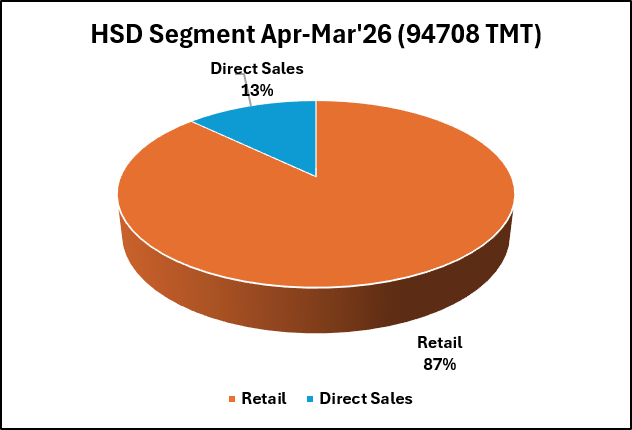 HSD Segment Apr-Mar'26 (94708 TMT)
Direct Sales
13%
Retail
87%
Retail
Direct Sales